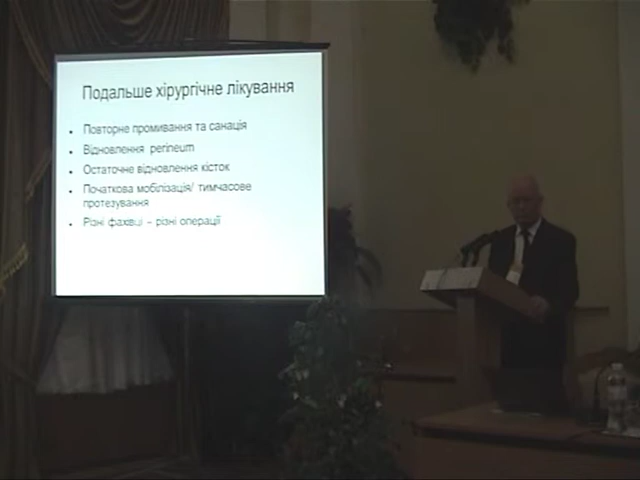 Подальше хірургічне лікування
• Повторне промивання та санація
• Відновлення perineum
• Остаточне відновлення кісток
• Початкова мобілізація/ тимчасове
протезування
• Різні фахівці – різні операції